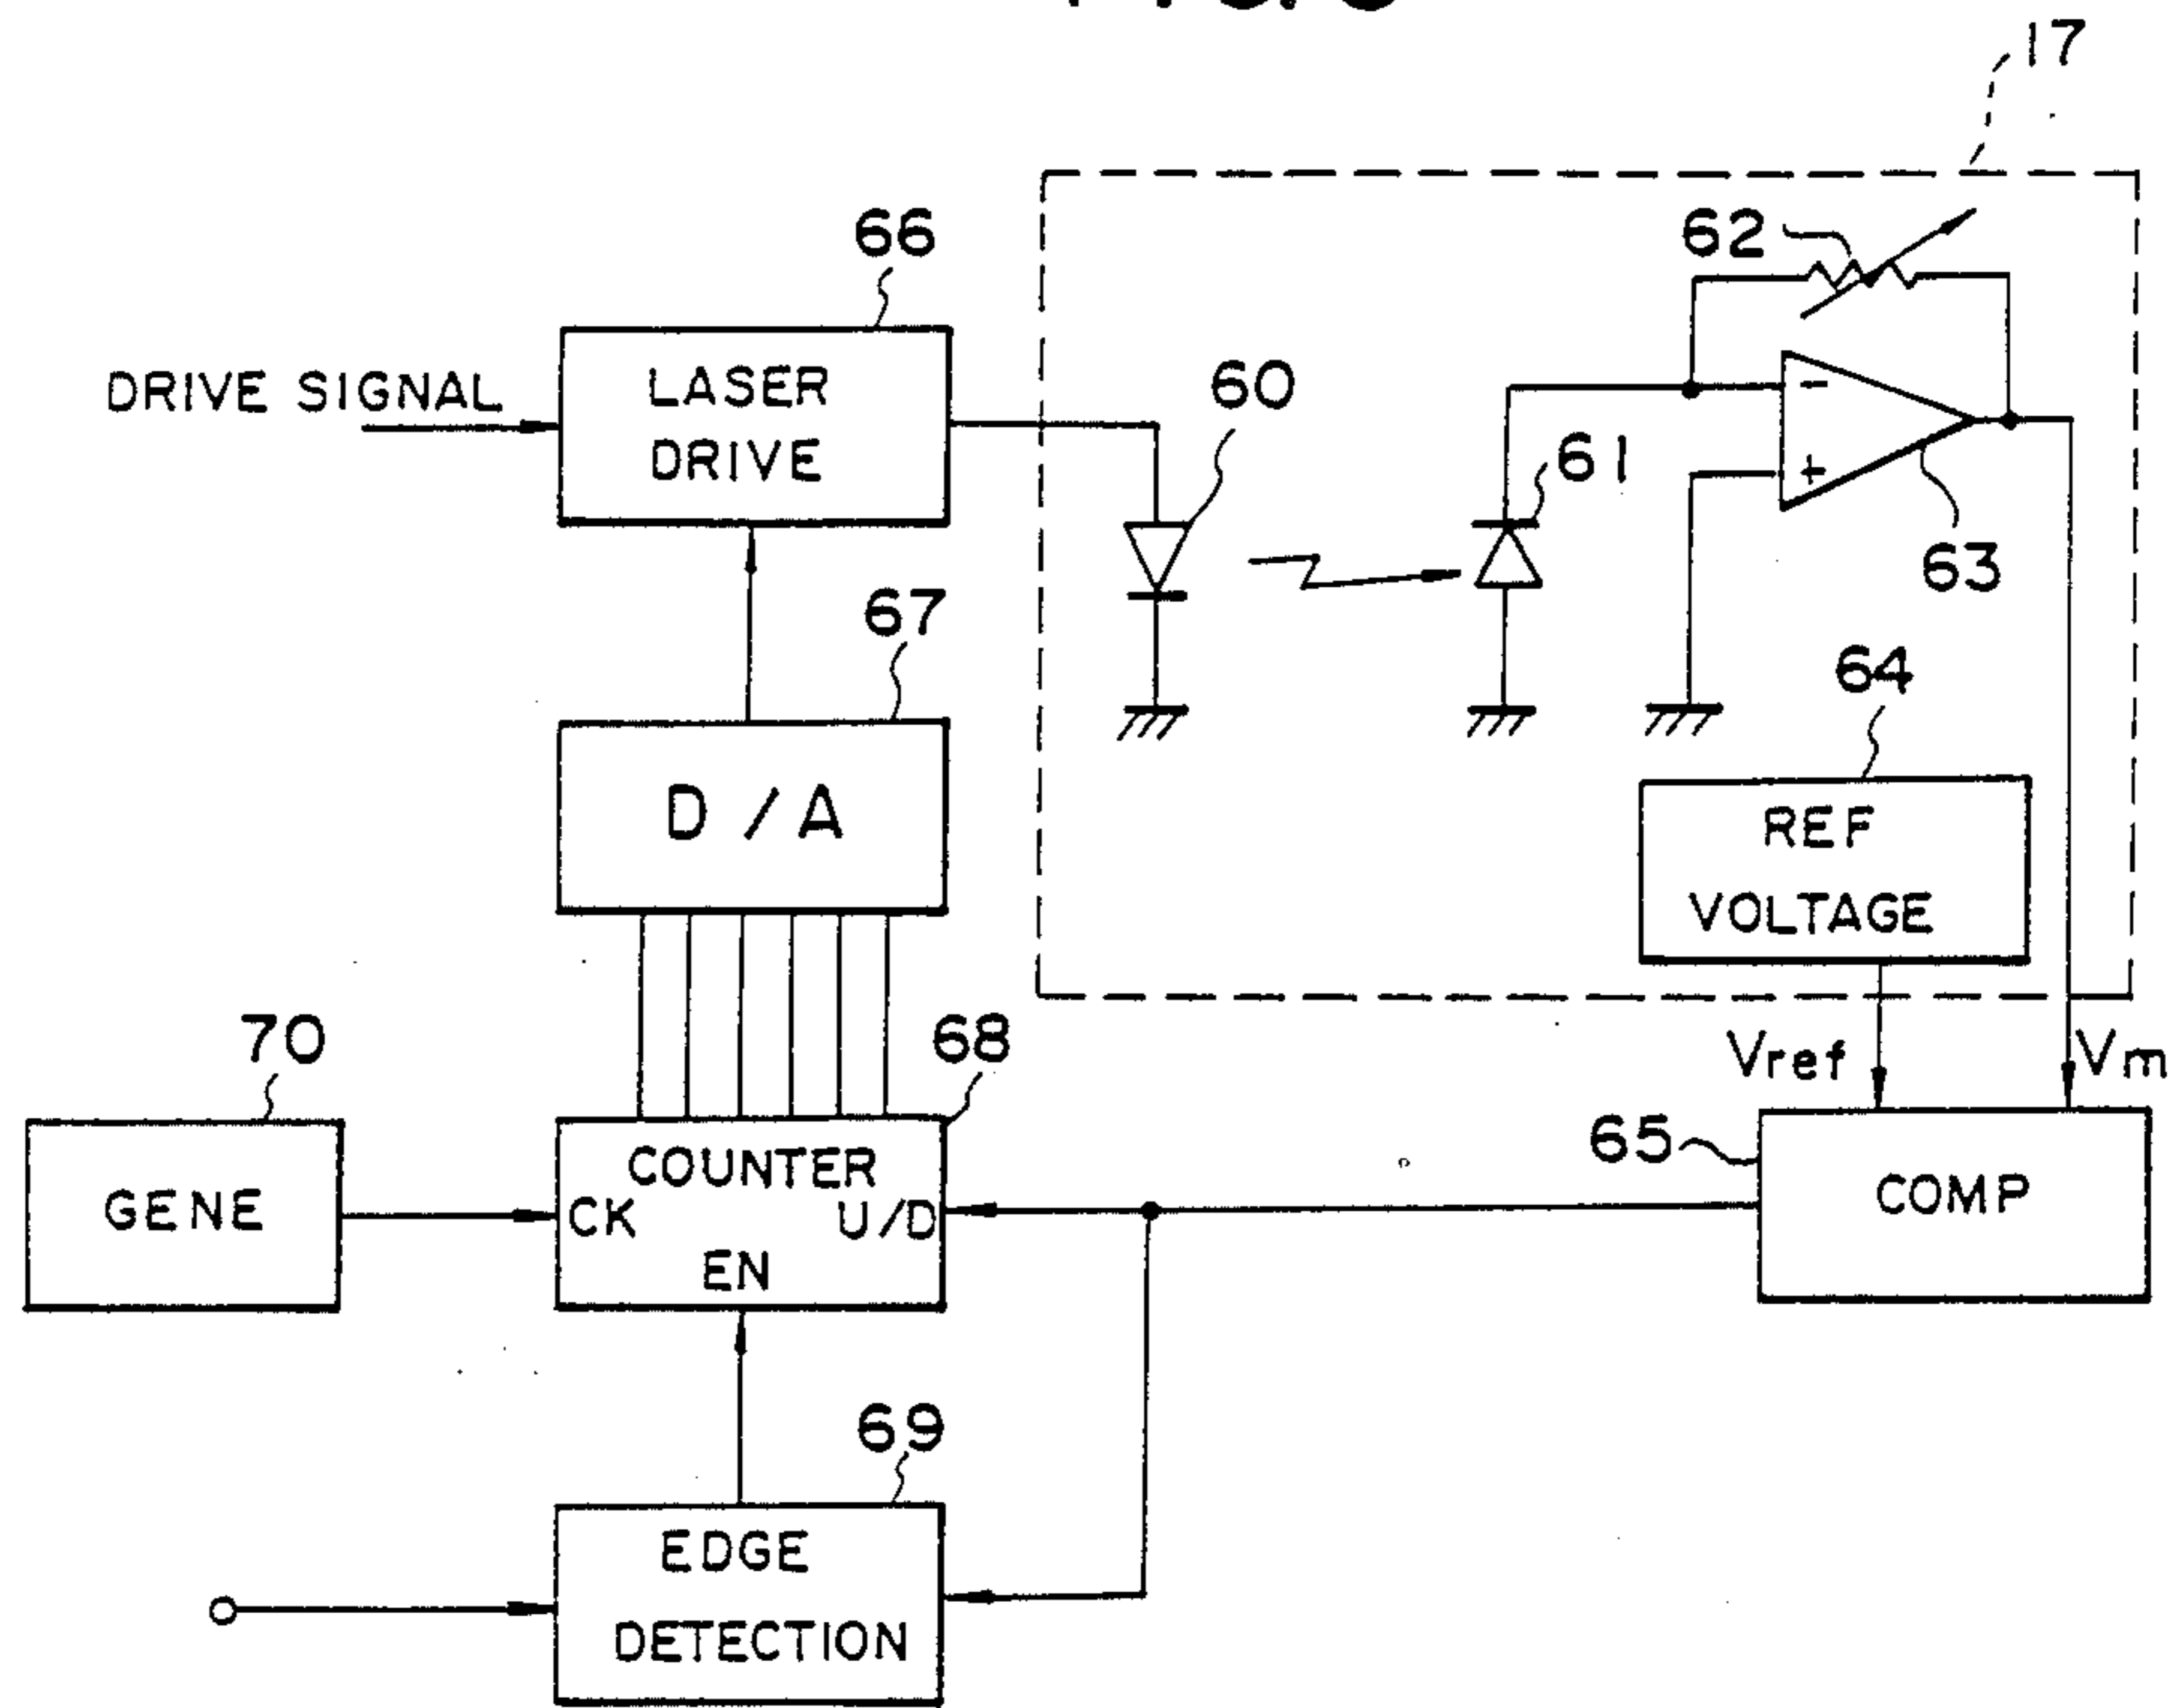 17
66
62
DRIVE SIGNAL
LASER
DRIVE
60
61
-
+
63
67
64
D / A
REF
VOLTAGE
70
68
Vref
Vm
65
GENE
COUNTER
CK
U/D
EN
COMP
69
EDGE
DETECTION